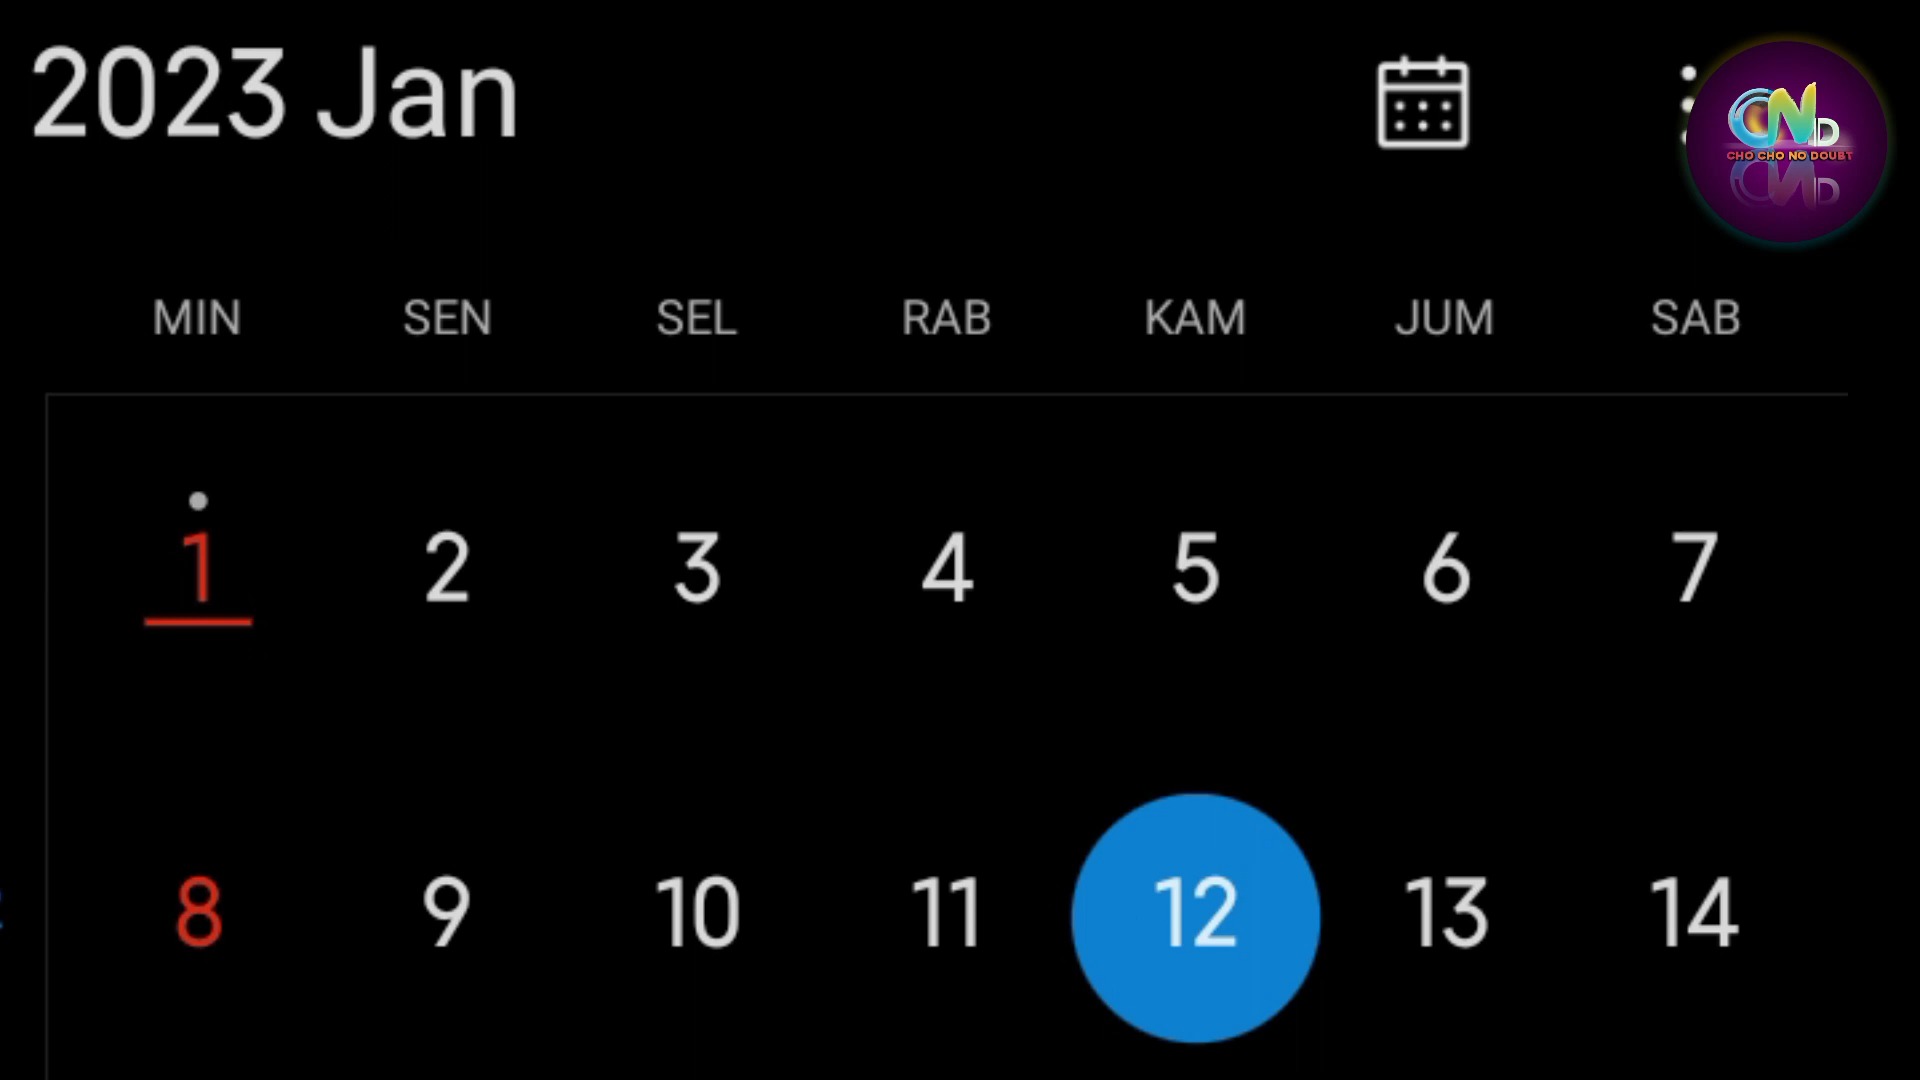 2023 Jan
CND
CHO CHO NO DOUBT
MIN SEN SEL RAB KAM JUM SAB
1 2 3 4 5 6 7
8 9 10 11 12 13 14